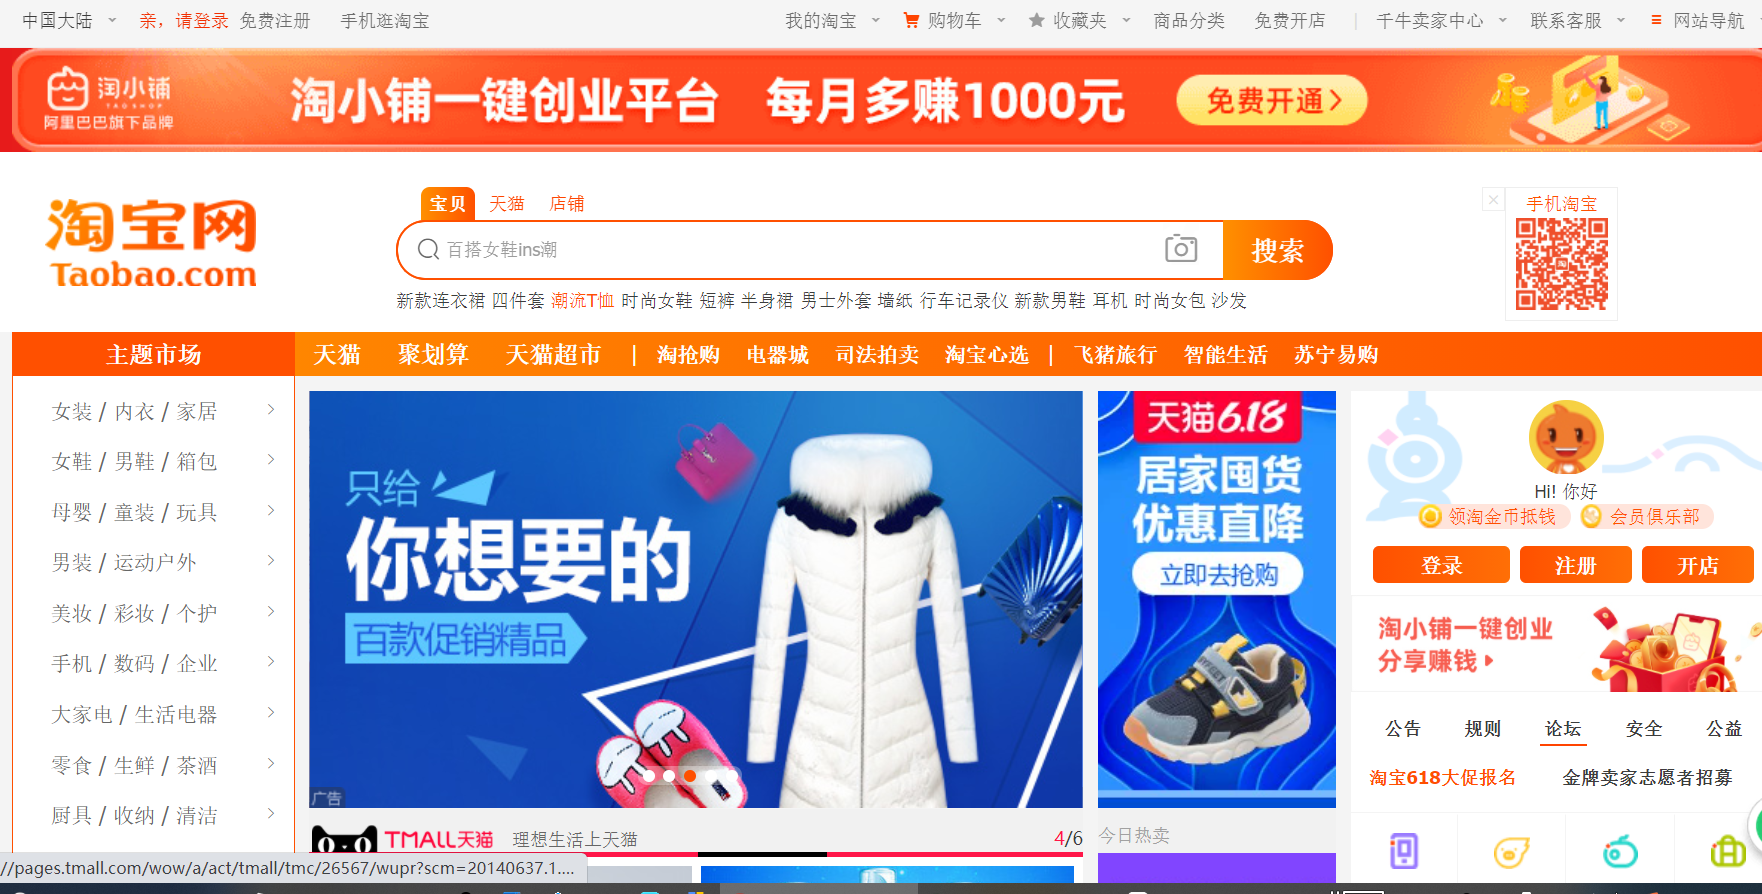 中国大陆 亲，请登录 免费注册 手机逛淘宝 我的淘宝 购物车 收藏夹 商品分类 免费开店 | 千牛卖家中心 联系客服 网站导航
淘小铺
TAO SHOP
阿里巴巴旗下品牌
淘小铺一键创业平台 每月多赚1000元 免费开通
宝贝 天猫 店铺
手机淘宝
淘宝网
Taobao.com
百搭女鞋ins潮 搜索
新款连衣裙 四件套 潮流T恤 时尚女鞋 短裤 半身裙 男士外套 墙纸 行车记录仪 新款男鞋 耳机 时尚女包 沙发
主题市场 天猫 聚划算 天猫超市 | 淘抢购 电器城 司法拍卖 淘宝心选 | 飞猪旅行 智能生活 苏宁易购
女装 / 内衣 / 家居
女鞋 / 男鞋 / 箱包
母婴 / 童装 / 玩具
男装 / 运动户外
美妆 / 彩妆 / 个护
手机 / 数码 / 企业
大家电 / 生活电器
零食 / 生鲜 / 茶酒
厨具 / 收纳 / 清洁
只给
你想要的
百款促销精品
广告
天猫6.18
居家囤货
优惠直降
立即去抢购
Hi! 你好
领淘金币抵钱 会员俱乐部
登录 注册 开店
淘小铺一键创业
分享赚钱
公告 规则 论坛 安全 公益
淘宝618大促报名 金牌卖家志愿者招募
TMALL天猫 理想生活上天猫 4/6
今日热卖
//pages.tmall.com/wow/a/act/tmall/tmc/26567/wupr?scm=20140637.1....